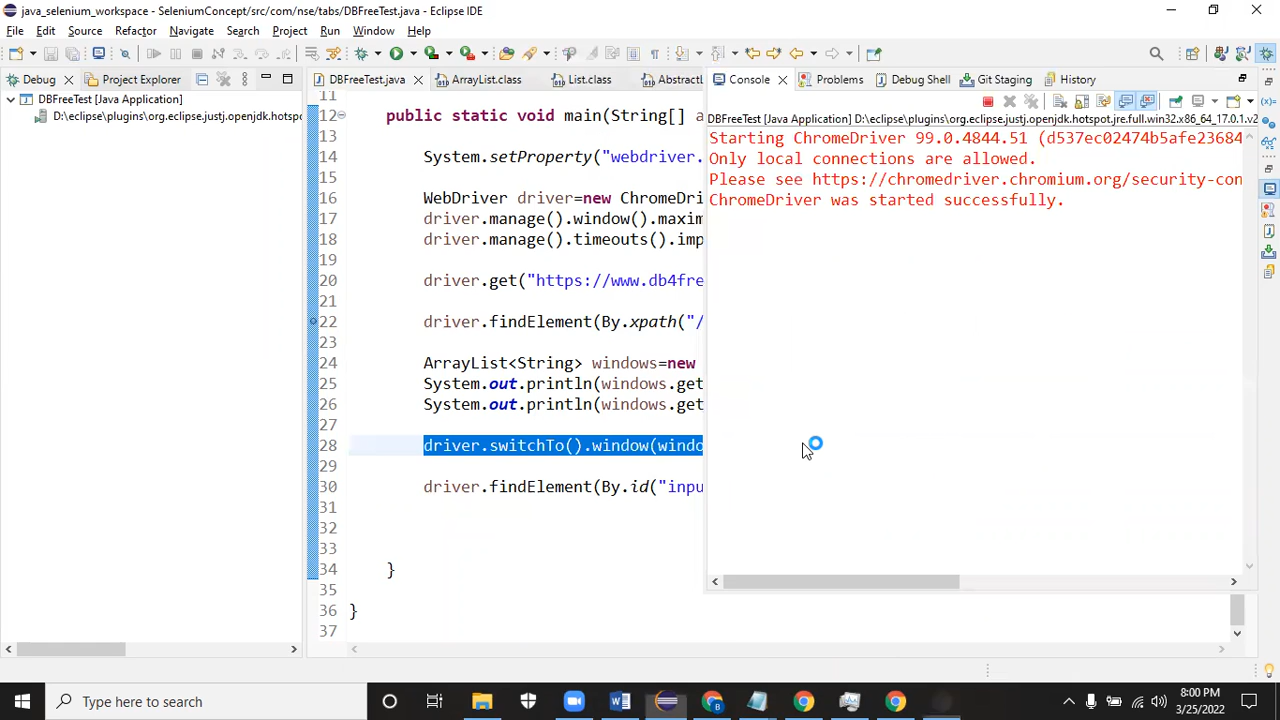 java_selenium_workspace - SeleniumConcept/src/com/nse/tabs/DBFreeTest.java - Eclipse IDE
File Edit Source Refactor Navigate Search Project Run Window Help
Debug Project Explorer
DBFreeTest.java ArrayList.class List.class Abstractl
Console Problems Debug Shell Git Staging History
DBFreeTest [Java Application]
D:\eclipse\plugins\org.eclipse.justj.openjdk.hotspo
DBFreeTest [Java Application] D:\eclipse\plugins\org.eclipse.justj.openjdk.hotspot.jre.full.win32.x86_64_17.0.1.v2
Starting ChromeDriver 99.0.4844.51 (d537ec02474b5afe23684
Only local connections are allowed.
Please see https://chromedriver.chromium.org/security-con
ChromeDriver was started successfully.
11
12 public static void main(String[] a
13
14 System.setProperty("webdriver.
15
16 WebDriver driver=new ChromeDri
17 driver.manage().window().maxim
18 driver.manage().timeouts().imp
19
20 driver.get("https://www.db4fre
21
22 driver.findElement(By.xpath("/
23
24 ArrayList<String> windows=new
25 System.out.println(windows.get
26 System.out.println(windows.get
27
28 driver.switchTo().window(windo
29
30 driver.findElement(By.id("inpu
31
32
33
34 }
35
36 }
37
Type here to search
8:00 PM
3/25/2022